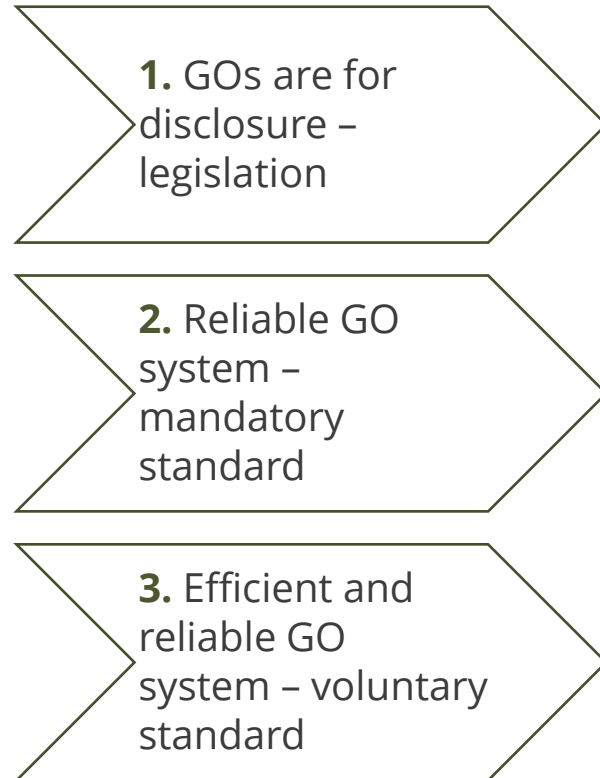 1. GOs are for
disclosure –
legislation
2. Reliable GO
system –
mandatory
standard
3. Efficient and
reliable GO
system – voluntary
standard